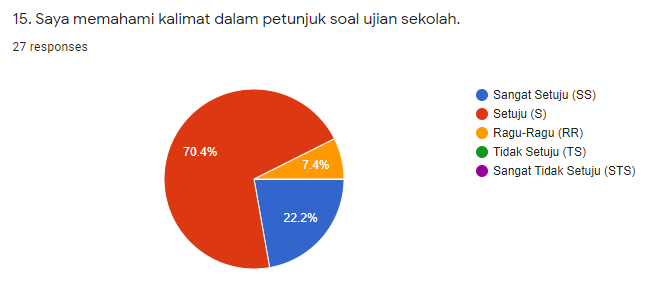 15. Saya memahami kalimat dalam petunjuk soal ujian sekolah.
27 responses
Sangat Setuju (SS)
Setuju (S)
Ragu-Ragu (RR)
Tidak Setuju (TS)
Sangat Tidak Setuju (STS)
70.4%
7.4%
22.2%